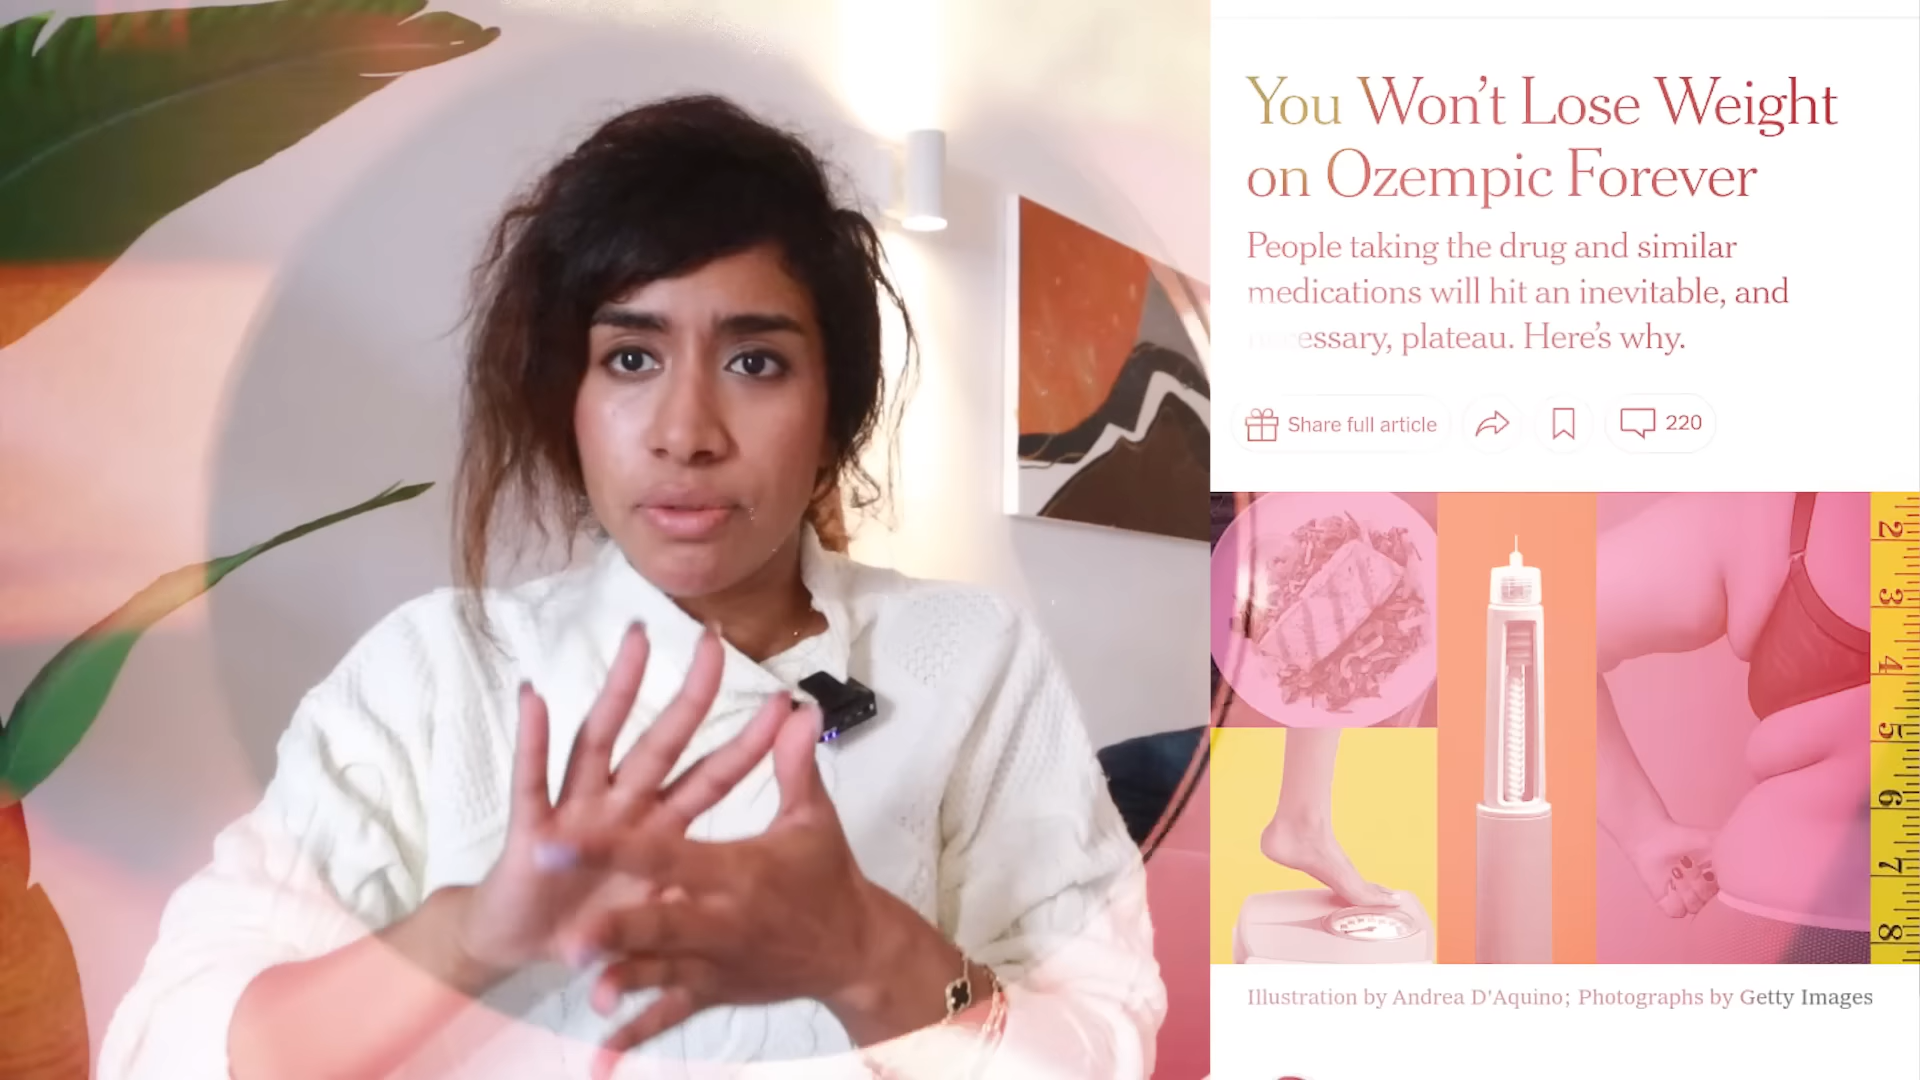 You Won’t Lose Weight
on Ozempic Forever
People taking the drug and similar
medications will hit an inevitable, and
necessary, plateau. Here’s why.
Share full article
220
2
3
4
5
6
7
8
Illustration by Andrea D'Aquino; Photographs by Getty Images